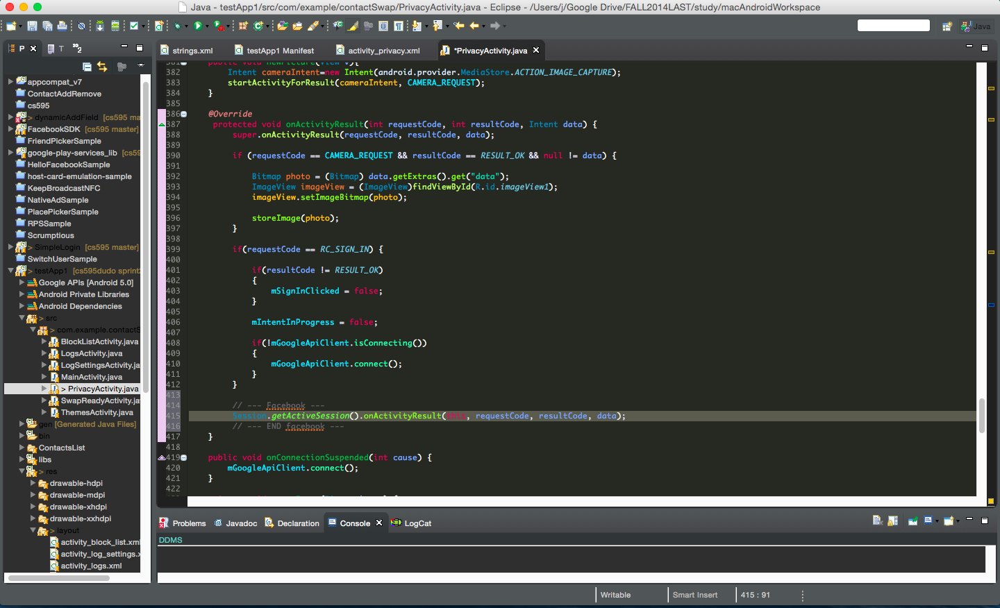 Java - testApp1/src/com/example/contactSwap/PrivacyActivity.java - Eclipse - /Users/j/Google Drive/FALL2014LAST/study/macAndroidWorkspace
Java
P
T
2
strings.xml
testApp1 Manifest
activity_privacy.xml
*PrivacyActivity.java
appcompat_v7
ContactAddRemove
cs595
> dynamicAddField [cs595 ma
FacebookSDK [cs595 master]
FriendPickerSample
google-play-services_lib [cs59
HelloFacebookSample
host-card-emulation-sample
KeepBroadcastNFC
NativeAdSample
PlacePickerSample
RPSSample
Scrumptious
> SimpleLogin [cs595 master]
SwitchUserSample
> testApp1 [cs595dudo sprint
Google APIs [Android 5.0]
Android Private Libraries
Android Dependencies
> src
> com.example.contactS
BlockListActivity.java
LogsActivity.java
LogSettingsActivity.ja
MainActivity.java
> PrivacyActivity.java
SwapReadyActivity.ja
ThemesActivity.java
gen [Generated Java Files]
bin
ContactsList
libs
> res
drawable-hdpi
drawable-mdpi
drawable-xhdpi
drawable-xxhdpi
> layout
activity_block_list.xml
activity_log_settings.x
activity_logs.xml
381 public void newPicture(View v){
382 Intent cameraIntent=new Intent(android.provider.MediaStore.ACTION_IMAGE_CAPTURE);
383 startActivityForResult(cameraIntent, CAMERA_REQUEST);
384 }
385
386 @Override
387 protected void onActivityResult(int requestCode, int resultCode, Intent data) {
388 super.onActivityResult(requestCode, resultCode, data);
389
390 if (requestCode == CAMERA_REQUEST && resultCode == RESULT_OK && null != data) {
391
392 Bitmap photo = (Bitmap) data.getExtras().get("data");
393 ImageView imageView = (ImageView)findViewById(R.id.imageView1);
394 imageView.setImageBitmap(photo);
395
396 storeImage(photo);
397 }
398
399 if(requestCode == RC_SIGN_IN) {
400
401 if(resultCode != RESULT_OK)
402 {
403 mSignInClicked = false;
404 }
405
406 mIntentInProgress = false;
407
408 if(!mGoogleApiClient.isConnecting())
409 {
410 mGoogleApiClient.connect();
411 }
412 }
413
414 // --- Facebook ---
415 Session.getActiveSession().onActivityResult(this, requestCode, resultCode, data);
416 // --- END facebook ---
417 }
418
419 public void onConnectionSuspended(int cause) {
420 mGoogleApiClient.connect();
421 }
422
Problems
@ Javadoc
Declaration
Console
LogCat
DDMS
Writable
Smart Insert
415 : 91